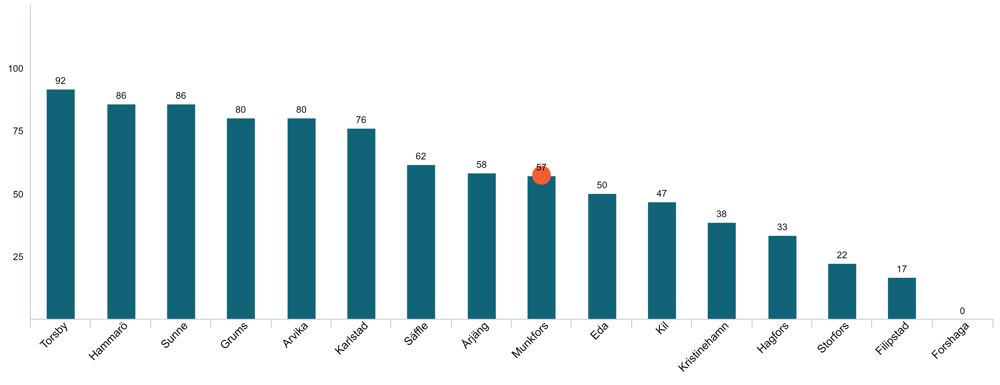 100
75
50
25
92
86
86
80
80
76
62
58
57
50
47
38
33
22
17
0
Torsby
Hammarö
Sunne
Grums
Arvika
Karlstad
Säffle
Årjäng
Munkfors
Eda
Kil
Kristinehamn
Hagfors
Storfors
Filipstad
Forshaga